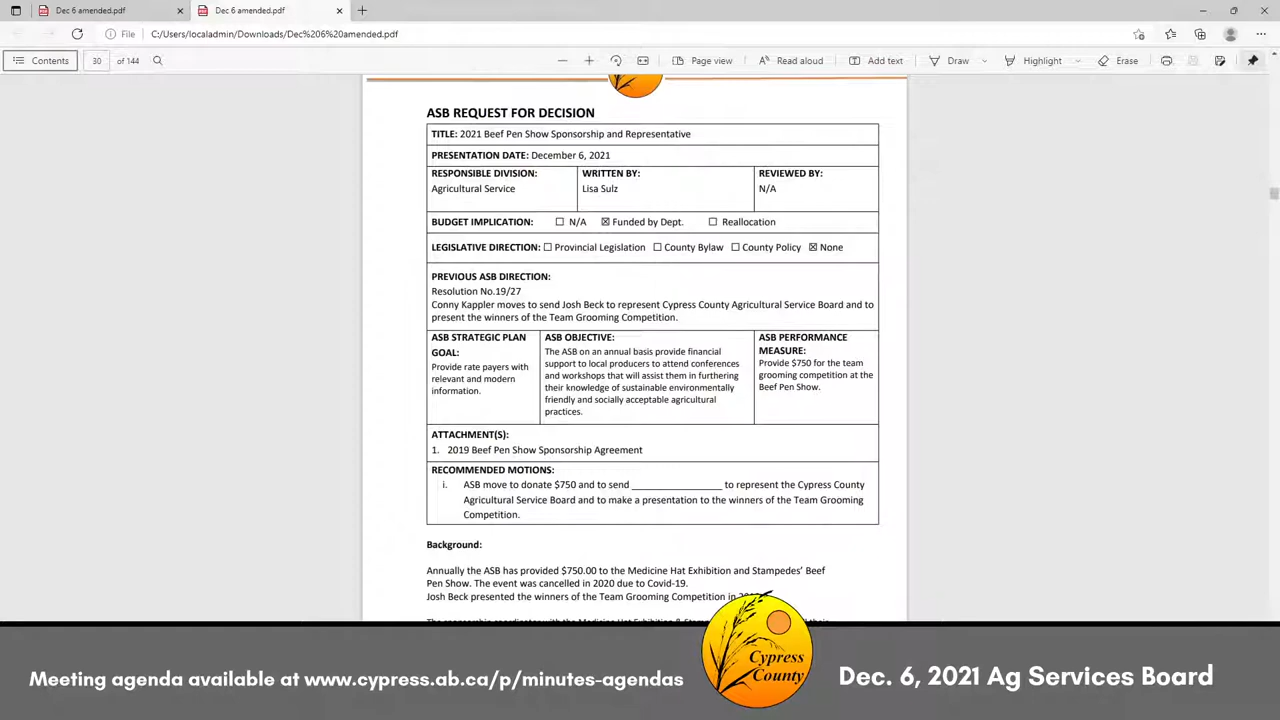 Dec 6 amended.pdf
Dec 6 amended.pdf
File
C:/Users/localadmin/Downloads/Dec%206%20amended.pdf
Contents
30 of 144
Page view
Read aloud
Add text
Draw
Highlight
Erase
ASB REQUEST FOR DECISION
TITLE: 2021 Beef Pen Show Sponsorship and Representative
PRESENTATION DATE: December 6, 2021
RESPONSIBLE DIVISION:
Agricultural Service
WRITTEN BY:
Lisa Sulz
REVIEWED BY:
N/A
BUDGET IMPLICATION: ☐ N/A ☒ Funded by Dept. ☐ Reallocation
LEGISLATIVE DIRECTION: ☐ Provincial Legislation ☐ County Bylaw ☐ County Policy ☒ None
PREVIOUS ASB DIRECTION:
Resolution No.19/27
Conny Kappler moves to send Josh Beck to represent Cypress County Agricultural Service Board and to
present the winners of the Team Grooming Competition.
ASB STRATEGIC PLAN
GOAL:
Provide rate payers with
relevant and modern
information.
ASB OBJECTIVE:
The ASB on an annual basis provide financial
support to local producers to attend conferences
and workshops that will assist them in furthering
their knowledge of sustainable environmentally
friendly and socially acceptable agricultural
practices.
ASB PERFORMANCE
MEASURE:
Provide $750 for the team
grooming competition at the
Beef Pen Show.
ATTACHMENT(S):
1. 2019 Beef Pen Show Sponsorship Agreement
RECOMMENDED MOTIONS:
i. ASB move to donate $750 and to send ________________ to represent the Cypress County
Agricultural Service Board and to make a presentation to the winners of the Team Grooming
Competition.
Background:
Annually the ASB has provided $750.00 to the Medicine Hat Exhibition and Stampedes’ Beef
Pen Show. The event was cancelled in 2020 due to Covid-19.
Josh Beck presented the winners of the Team Grooming Competition in
Meeting agenda available at www.cypress.ab.ca/p/minutes-agendas
Cypress
County
Dec. 6, 2021 Ag Services Board